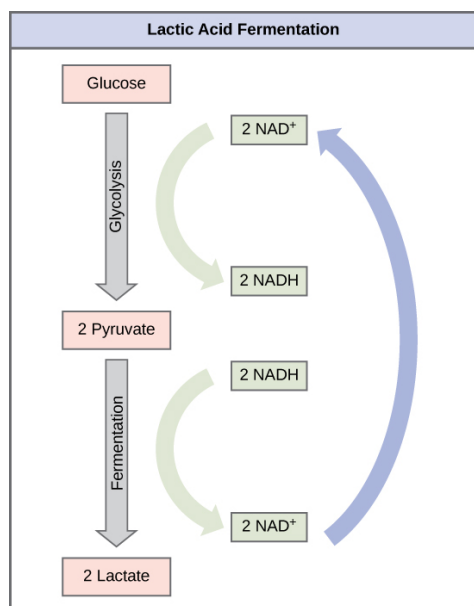 Lactic Acid Fermentation
Glucose
2 NAD⁺
Glycolysis
2 NADH
2 Pyruvate
2 NADH
Fermentation
2 NAD⁺
2 Lactate